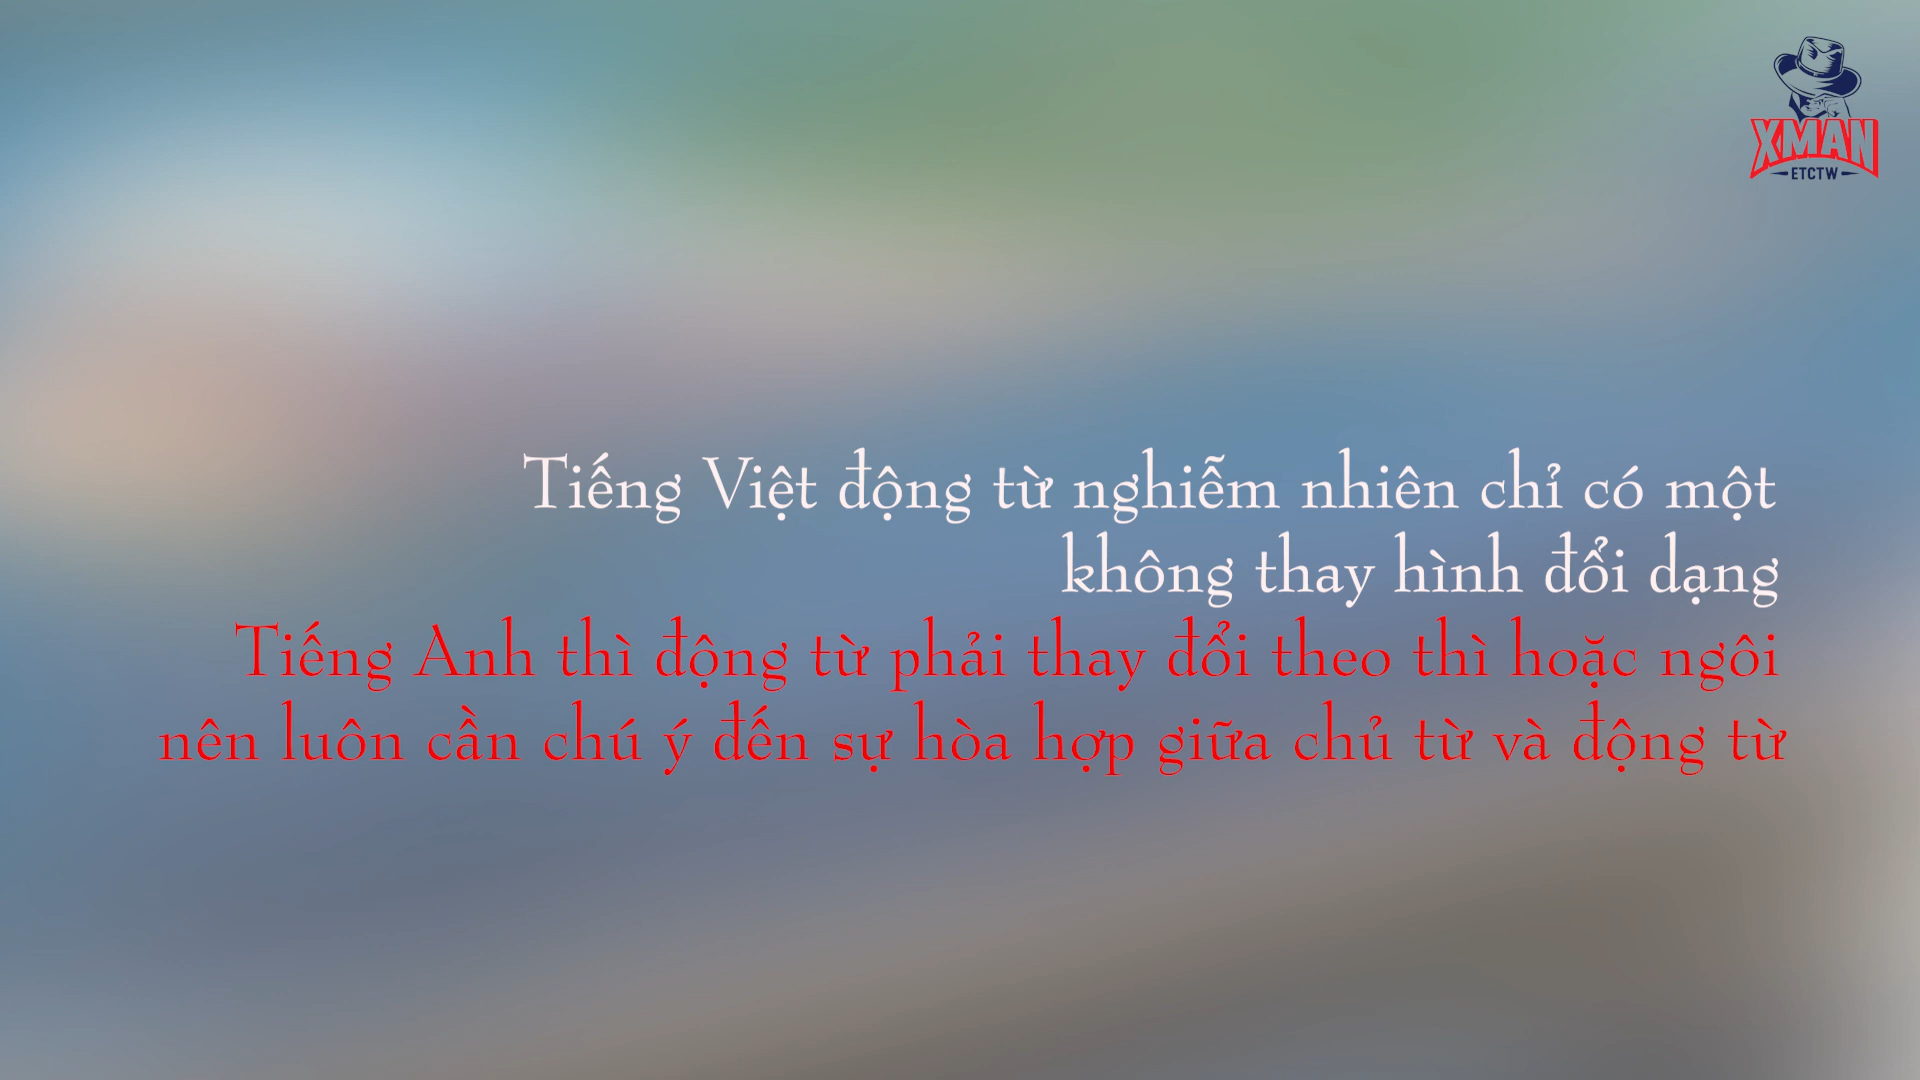 XMAN
ETCTW
Tiếng Việt động từ nghiễm nhiên chỉ có một
không thay hình đổi dạng
Tiếng Anh thì động từ phải thay đổi theo thì hoặc ngôi
nên luôn cần chú ý đến sự hòa hợp giữa chủ từ và động từ